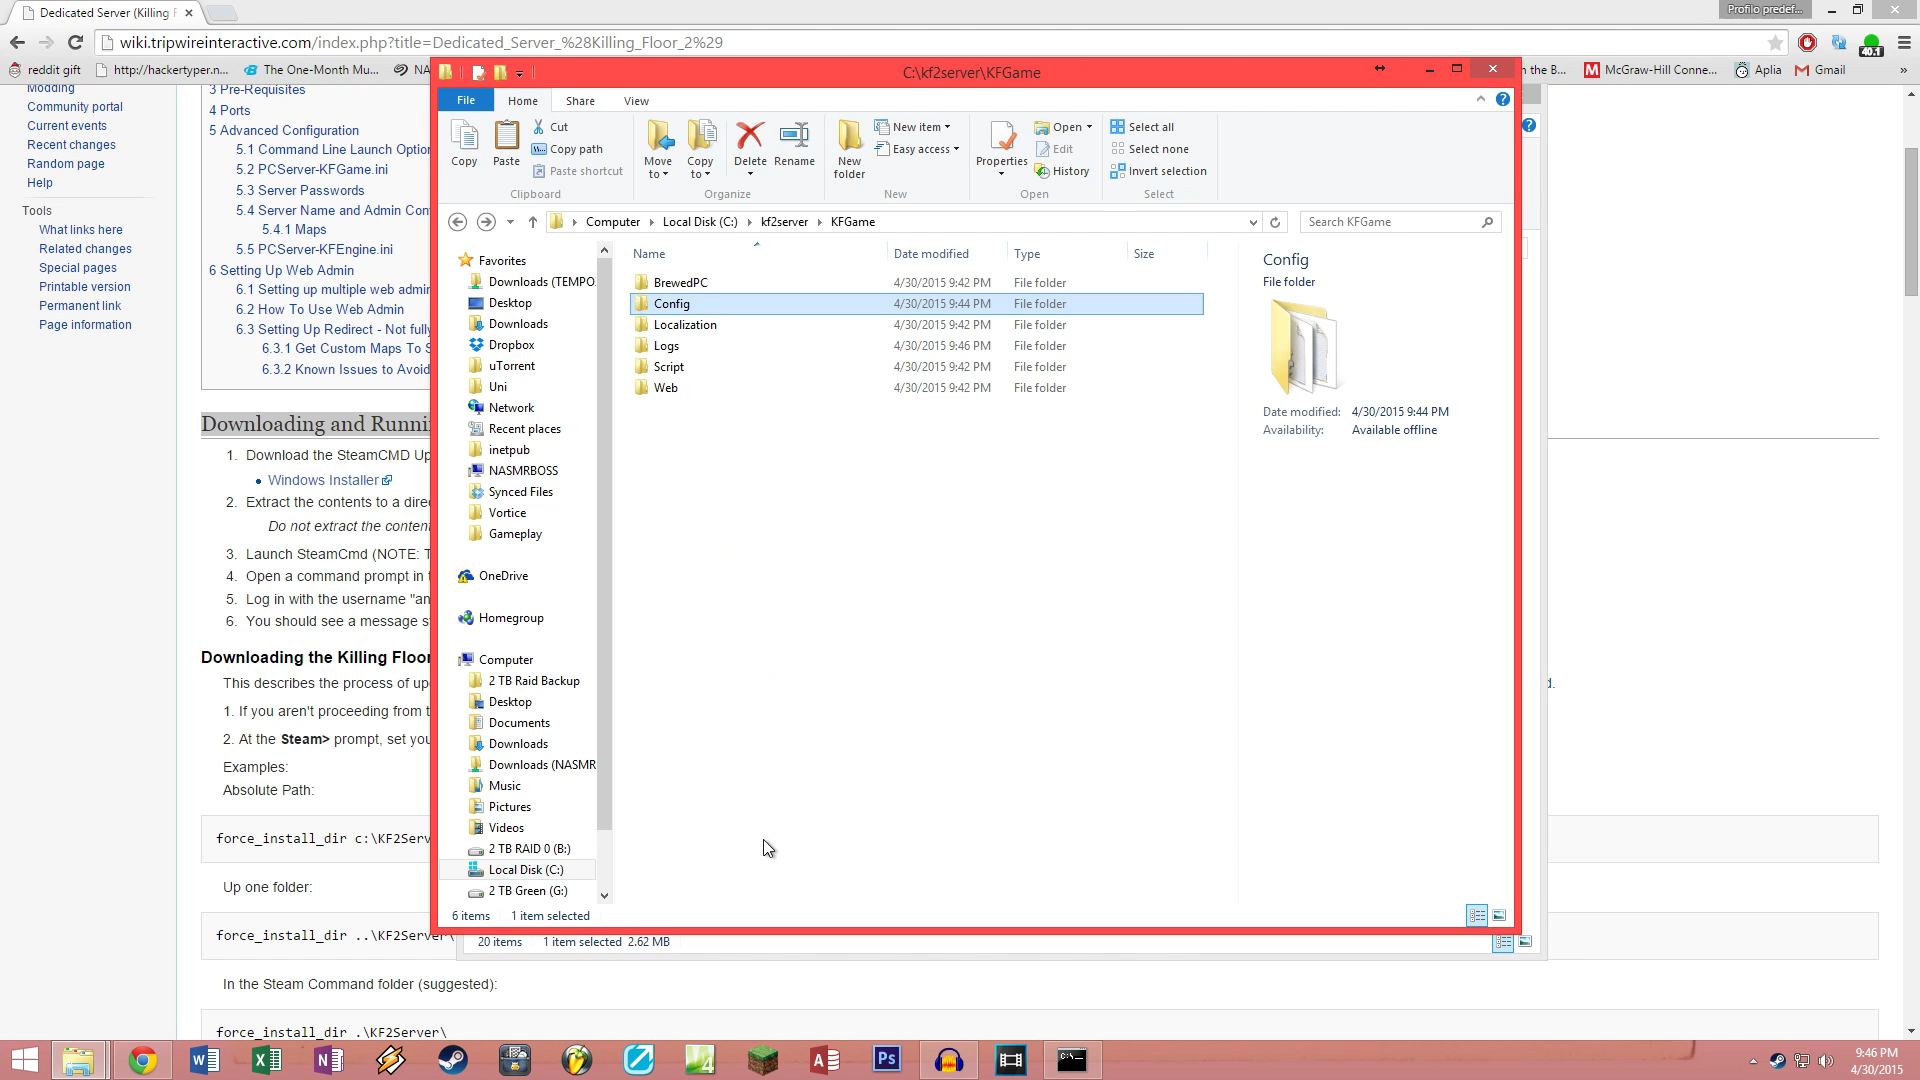 Dedicated Server (Killing F
Profilo predef...
wiki.tripwireinteractive.com/index.php?title=Dedicated_Server_%28Killing_Floor_2%29
40.1
reddit gift
http://hackertyper.n...
The One-Month Mu...
NA
n the B...
McGraw-Hill Conne...
Aplia
Gmail
»
C:\kf2server\KFGame
File
Home
Share
View
Copy
Paste
Cut
Copy path
Paste shortcut
Clipboard
Move to
Copy to
Delete
Rename
Organize
New folder
New item
Easy access
New
Properties
Open
Edit
History
Open
Select all
Select none
Invert selection
Select
Computer
Local Disk (C:)
kf2server
KFGame
Search KFGame
Name
Date modified
Type
Size
BrewedPC 4/30/2015 9:42 PM File folder
Config 4/30/2015 9:44 PM File folder
Localization 4/30/2015 9:42 PM File folder
Logs 4/30/2015 9:46 PM File folder
Script 4/30/2015 9:42 PM File folder
Web 4/30/2015 9:42 PM File folder
Favorites
Downloads (TEMPO
Desktop
Downloads
Dropbox
uTorrent
Uni
Network
Recent places
inetpub
NASMRBOSS
Synced Files
Vortice
Gameplay
OneDrive
Homegroup
Computer
2 TB Raid Backup
Desktop
Documents
Downloads
Downloads (NASMR
Music
Pictures
Videos
2 TB RAID 0 (B:)
Local Disk (C:)
2 TB Green (G:)
Config
File folder
Date modified: 4/30/2015 9:44 PM
Availability: Available offline
6 items 1 item selected
20 items 1 item selected 2.62 MB
Modding
Community portal
Current events
Recent changes
Random page
Help
Tools
What links here
Related changes
Special pages
Printable version
Permanent link
Page information
3 Pre-Requisites
4 Ports
5 Advanced Configuration
5.1 Command Line Launch Optio
5.2 PCServer-KFGame.ini
5.3 Server Passwords
5.4 Server Name and Admin Con
5.4.1 Maps
5.5 PCServer-KFEngine.ini
6 Setting Up Web Admin
6.1 Setting up multiple web admin
6.2 How To Use Web Admin
6.3 Setting Up Redirect - Not fully
6.3.1 Get Custom Maps To S
6.3.2 Known Issues to Avoid
Downloading and Runni
1. Download the SteamCMD Up
Windows Installer
2. Extract the contents to a dire
Do not extract the content
3. Launch SteamCmd (NOTE: T
4. Open a command prompt in t
5. Log in with the username "an
6. You should see a message s
Downloading the Killing Floor
This describes the process of up
d.
1. If you aren't proceeding from t
2. At the Steam> prompt, set you
Examples:
Absolute Path:
force_install_dir c:\KF2Serv
Up one folder:
force_install_dir ..\KF2Server\
In the Steam Command folder (suggested):
force_install_dir .\KF2Server\
9:46 PM
4/30/2015